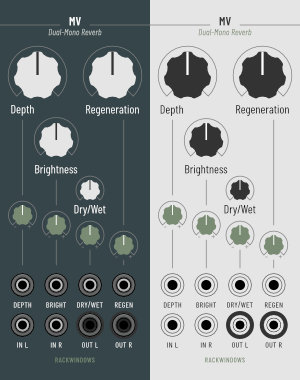 MV
Dual-Mono Reverb
Depth Regeneration
Brightness
Dry/Wet
DEPTH BRIGHT DRY/WET REGEN
IN L IN R OUT L OUT R
RACKWINDOWS
MV
Dual-Mono Reverb
Depth Regeneration
Brightness
Dry/Wet
DEPTH BRIGHT DRY/WET REGEN
IN L IN R OUT L OUT R
RACKWINDOWS